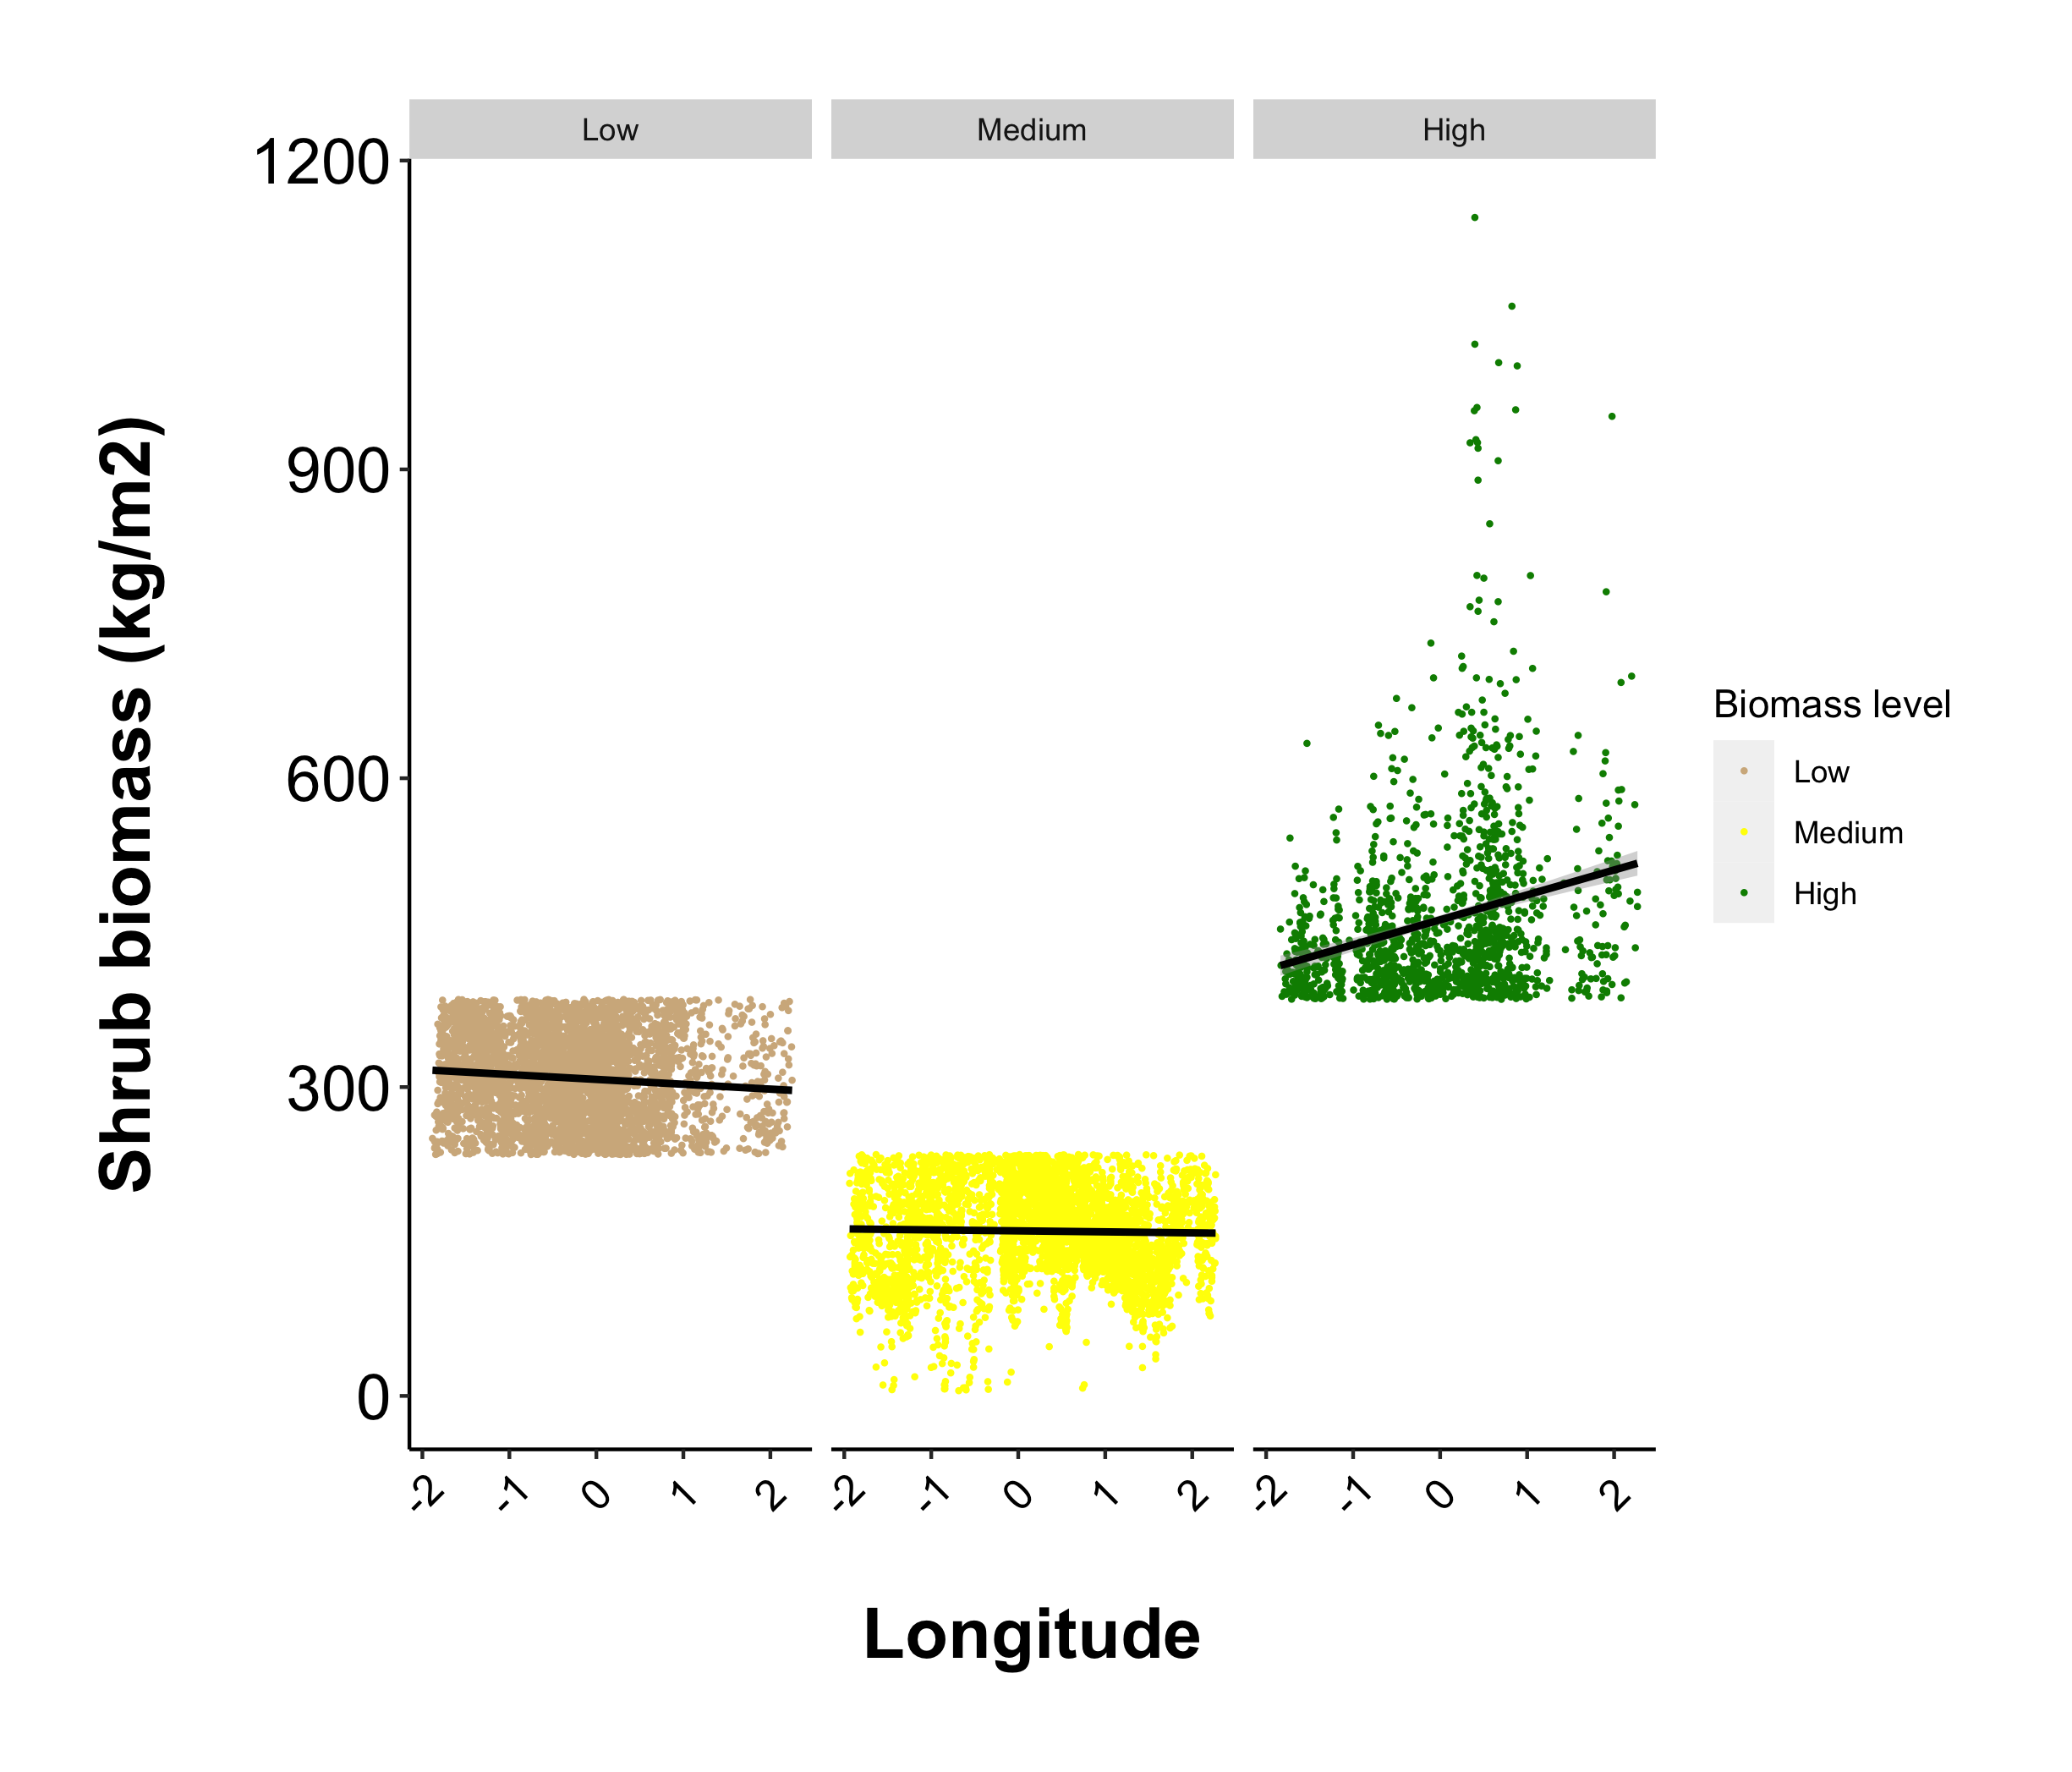 Low Medium High
1200
900
600
300
0
Shrub biomass (kg/m2)
-2 -1 0 1 2 -2 -1 0 1 2 -2 -1 0 1 2
Longitude
Biomass level
Low
Medium
High